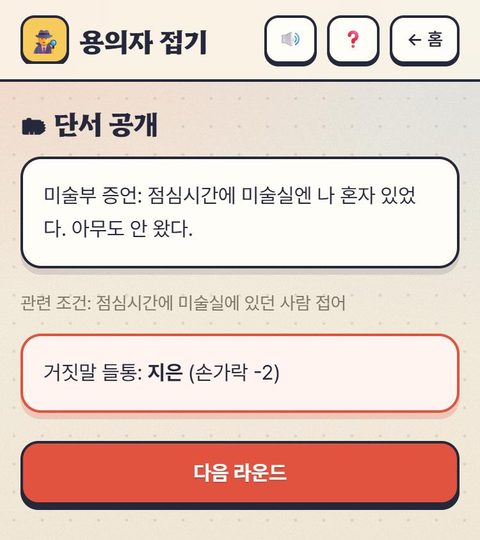 용의자 접기
?
← 홈
단서 공개
미술부 증언: 점심시간에 미술실엔 나 혼자 있었
다. 아무도 안 왔다.
관련 조건: 점심시간에 미술실에 있던 사람 접어
거짓말 들통: 지은 (손가락 -2)
다음 라운드